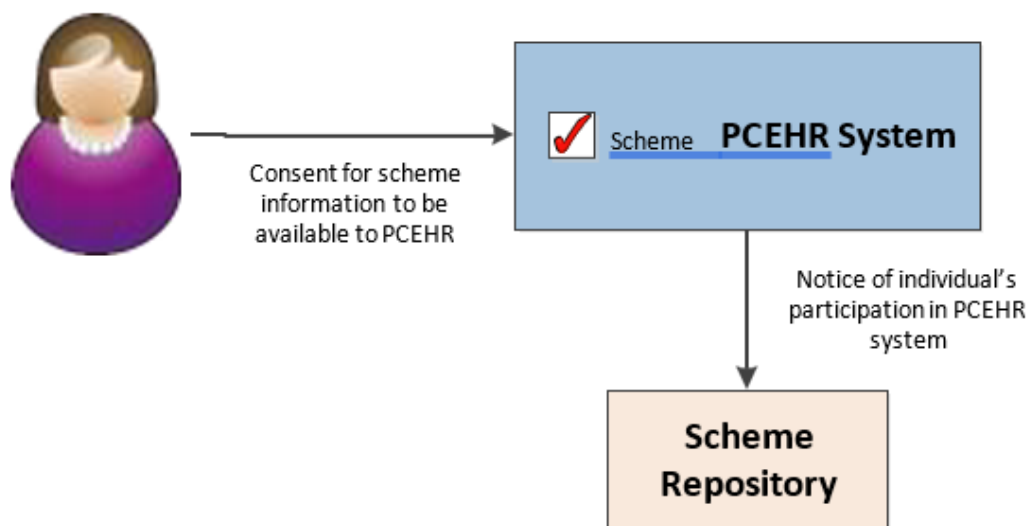 Scheme PCEHR System
Consent for scheme
information to be
available to PCEHR
Notice of individual's
participation in PCEHR
system
Scheme
Repository